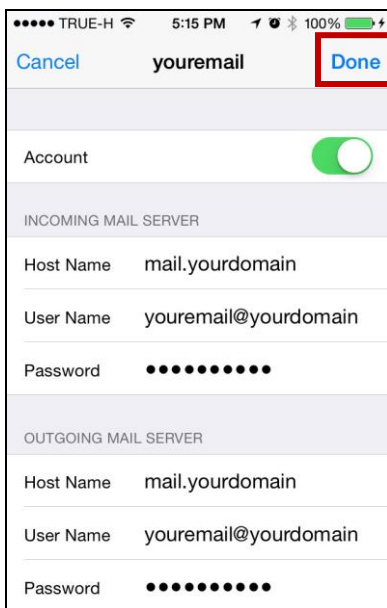 ●●●●● TRUE-H 5:15 PM 100%
Cancel youremail Done
Account
INCOMING MAIL SERVER
Host Name mail.yourdomain
User Name youremail@yourdomain
Password ●●●●●●●●●●
OUTGOING MAIL SERVER
Host Name mail.yourdomain
User Name youremail@yourdomain
Password ●●●●●●●●●●